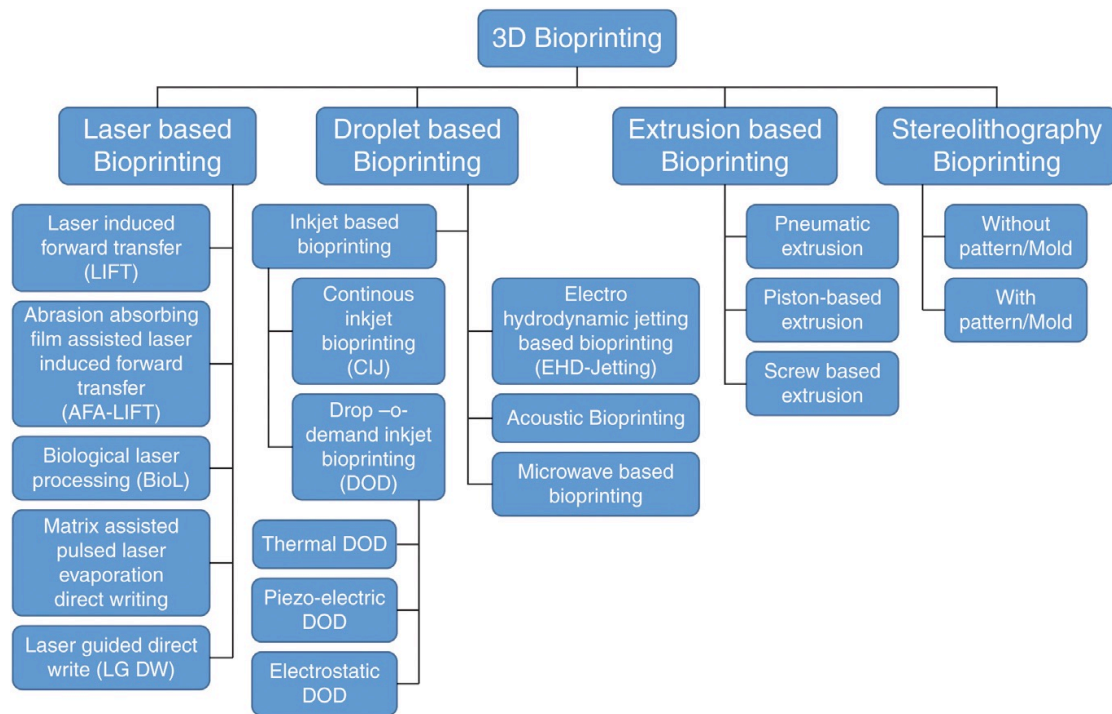 3D Bioprinting
Laser based
Bioprinting
Laser induced
forward transfer
(LIFT)
Abrasion absorbing
film assisted laser
induced forward
transfer
(AFA-LIFT)
Biological laser
processing (BioL)
Matrix assisted
pulsed laser
evaporation
direct writing
Laser guided direct
write (LG DW)
Droplet based
Bioprinting
Inkjet based
bioprinting
Continous
inkjet
bioprinting
(CIJ)
Drop –o-
demand inkjet
bioprinting
(DOD)
Thermal DOD
Piezo-electric
DOD
Electrostatic
DOD
Electro
hydrodynamic jetting
based bioprinting
(EHD-Jetting)
Acoustic Bioprinting
Microwave based
bioprinting
Extrusion based
Bioprinting
Pneumatic
extrusion
Piston-based
extrusion
Screw based
extrusion
Stereolithography
Bioprinting
Without
pattern/Mold
With
pattern/Mold